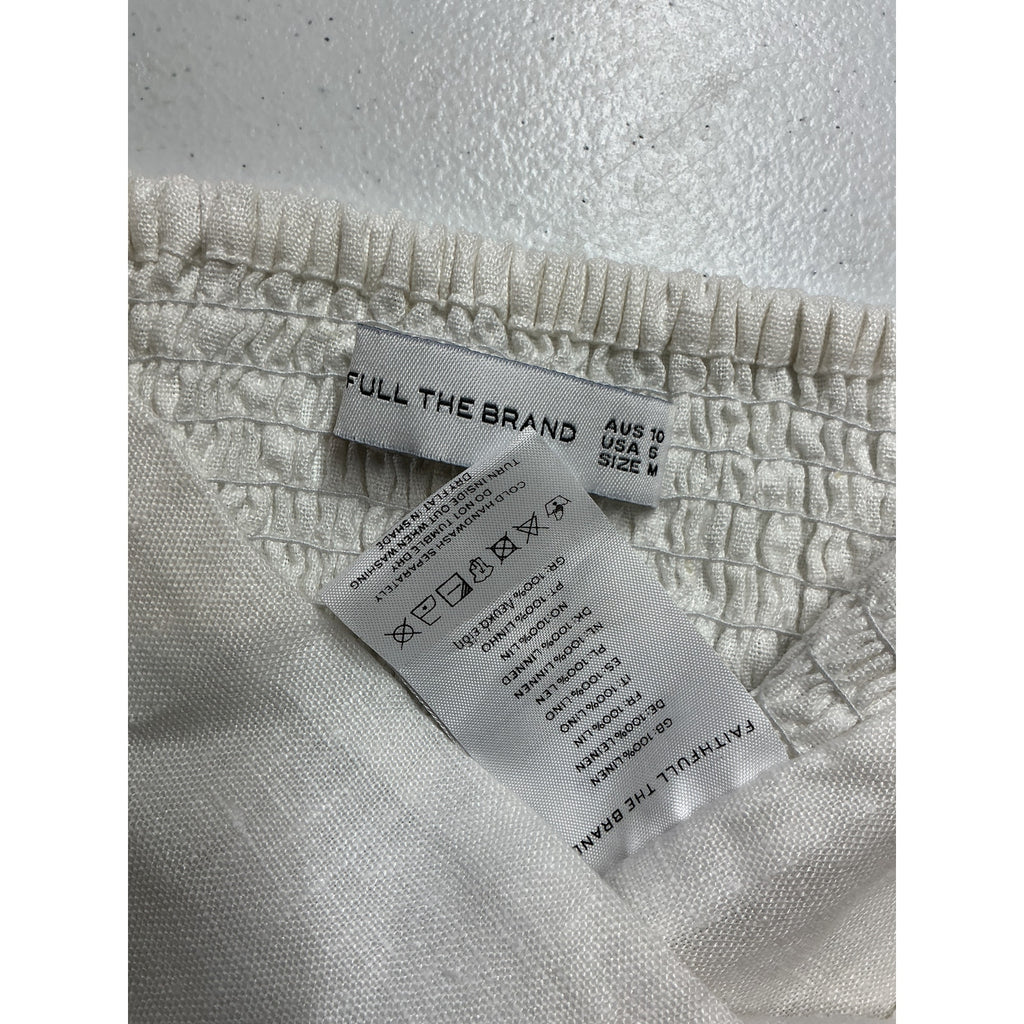 FULL THE BRAND
AUS 10
USA 6
SIZE M
FAITHFULL THE BRAN
GB:100% LINEN
DE:100% LEINEN
FR:100% LIN
IT:100% LINO
ES:100% LINO
PL:100% LEN
NL:100% LINNEN
DK:100% LINNED
NO:100% LIN
PT:100% LINHO
GR:100% Λευκά είδη
COLD HANDWASH SEPARATELY
DO NOT TUMBLE DRY
TURN INSIDE OUT WHEN WASHING
DRY FLAT IN SHADE